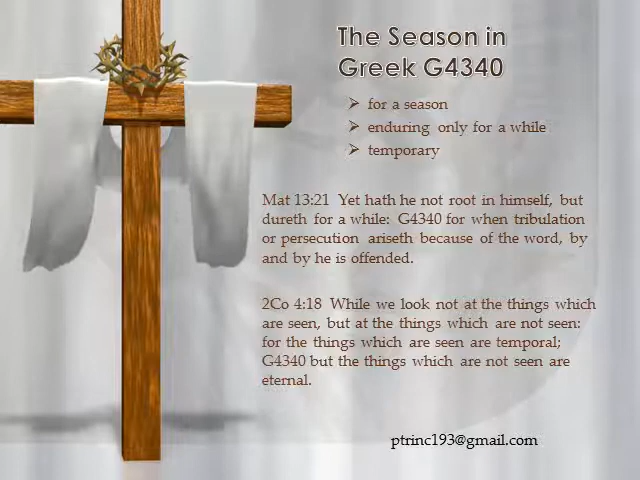 The Season in
Greek G4340
➢ for a season
➢ enduring only for a while
➢ temporary
Mat 13:21 Yet hath he not root in himself, but
dureth for a while: G4340 for when tribulation
or persecution ariseth because of the word, by
and by he is offended.
2Co 4:18 While we look not at the things which
are seen, but at the things which are not seen:
for the things which are seen are temporal;
G4340 but the things which are not seen are
eternal.
ptrinc193@gmail.com